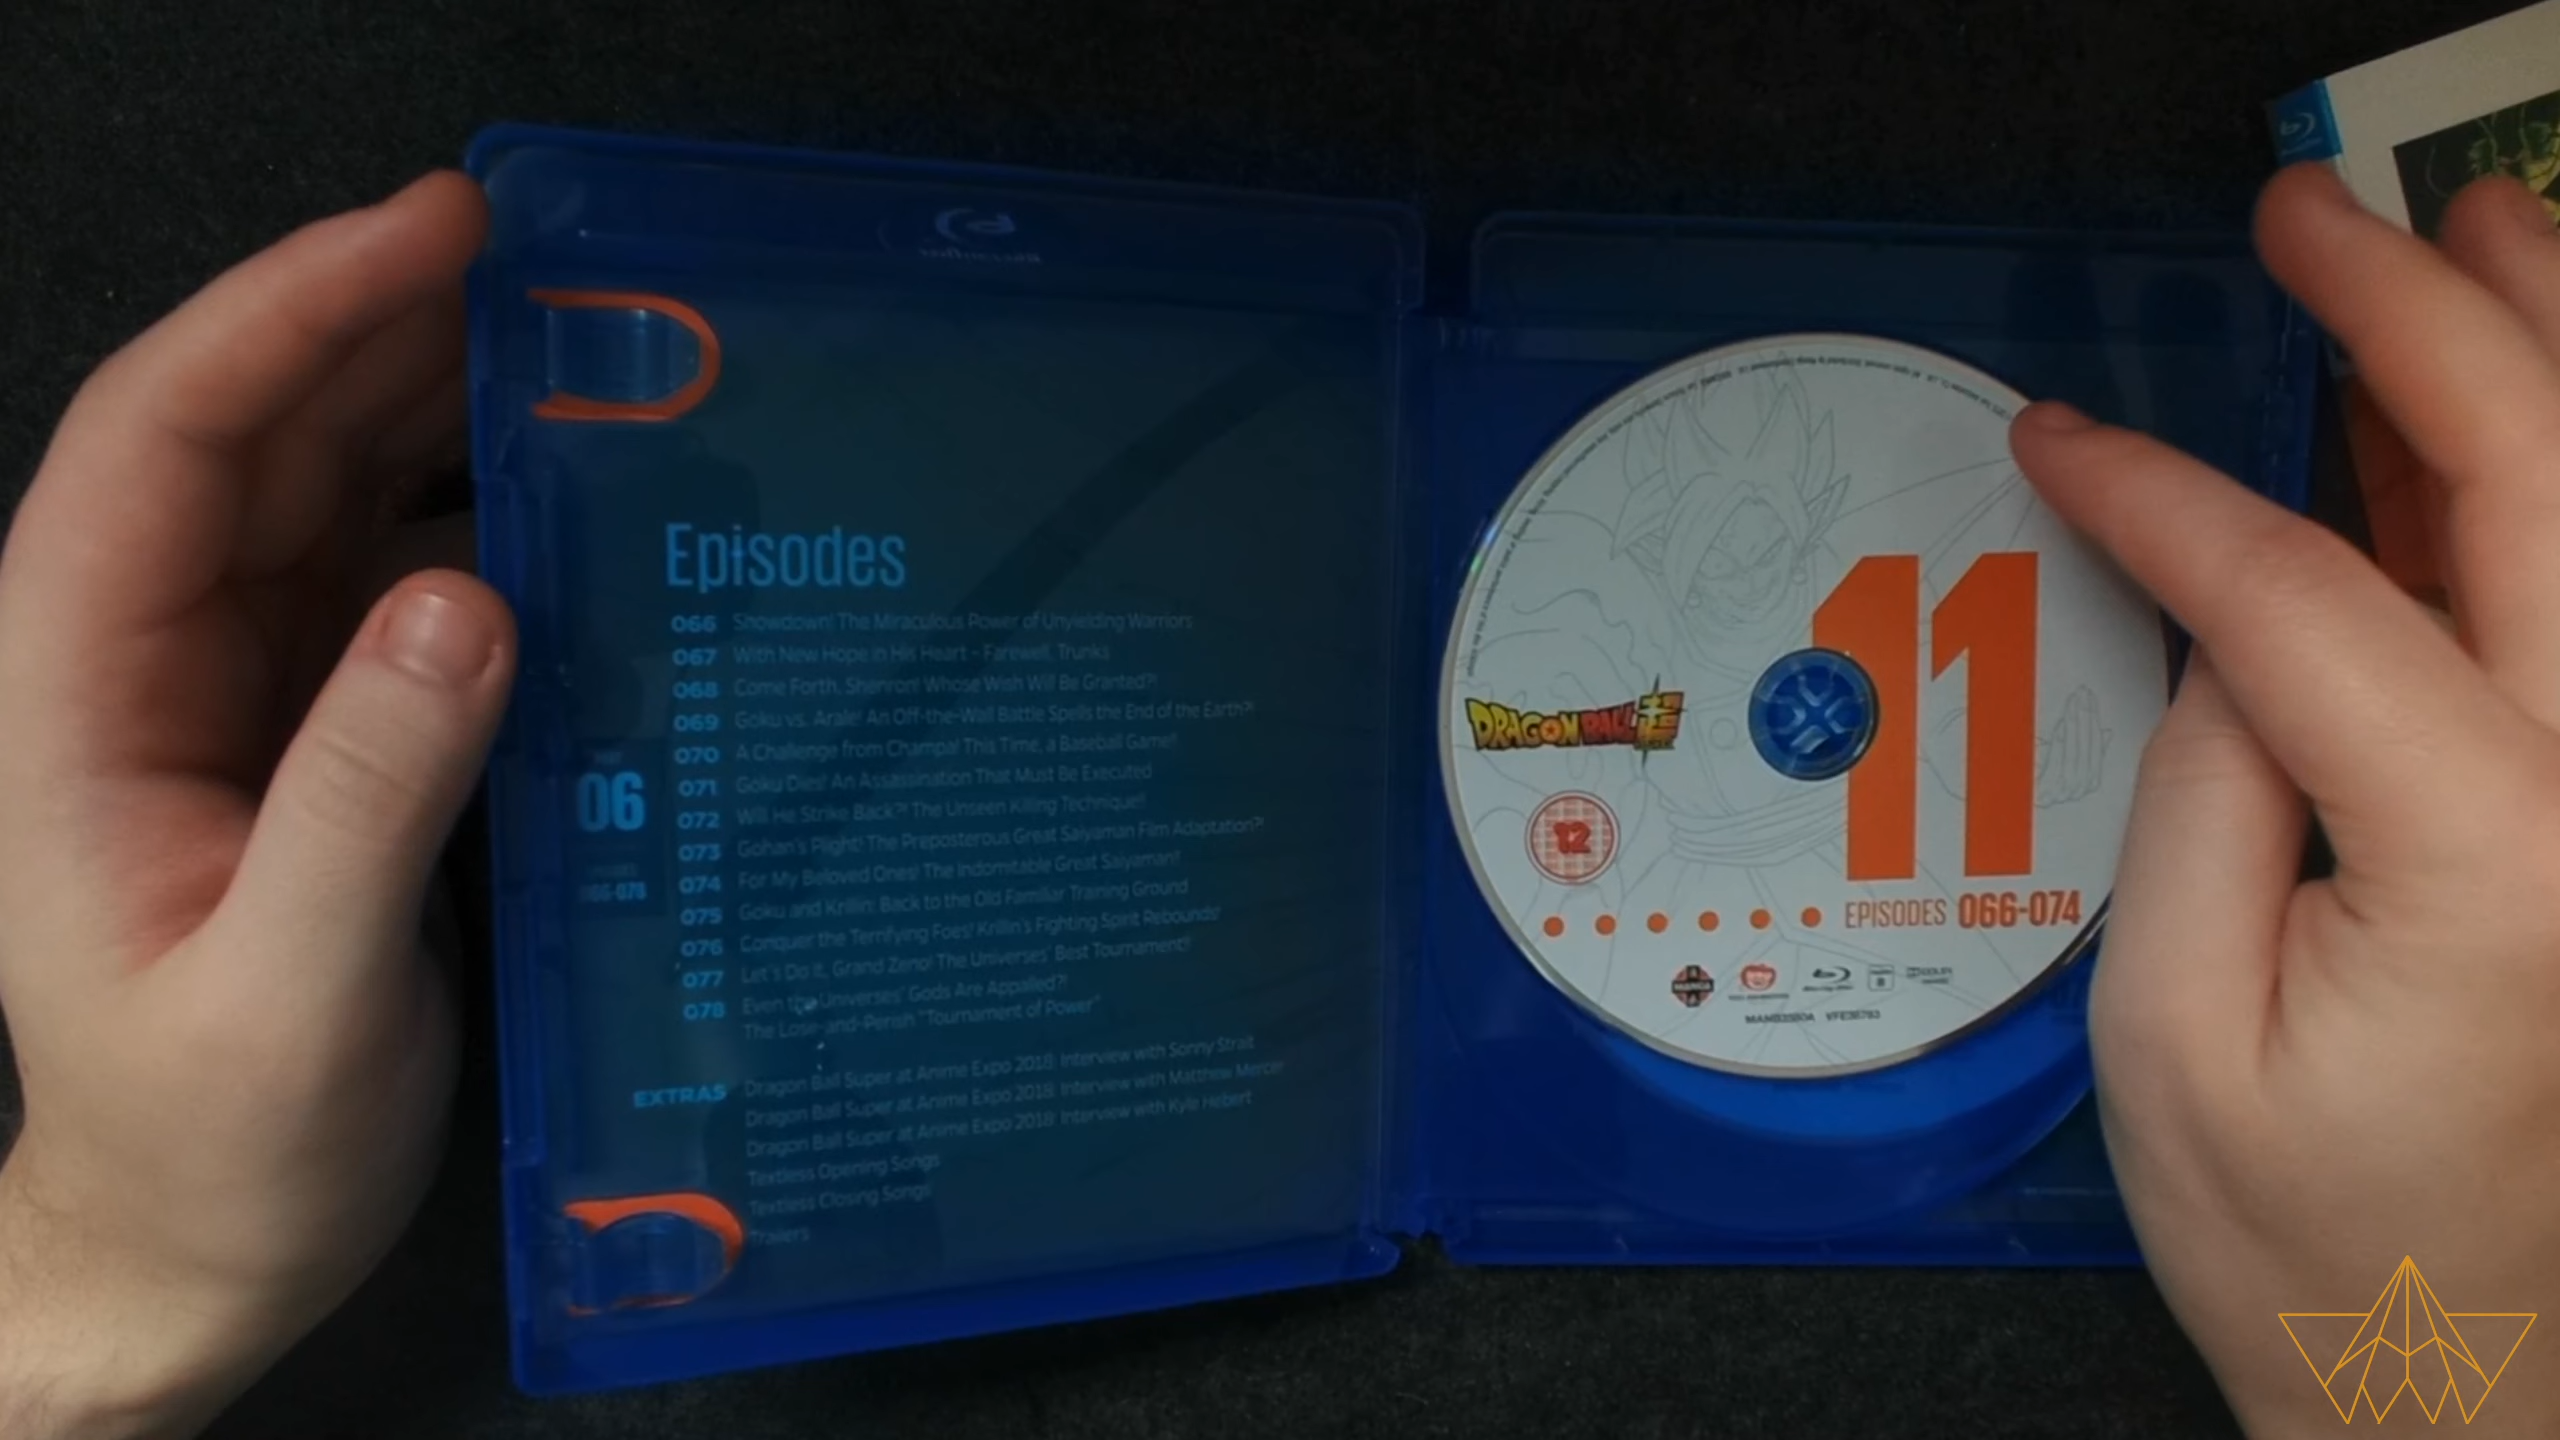 Episodes
066 Showdown! The Miraculous Power of Unyielding Warriors
067 With New Hope in His Heart - Farewell, Trunks
068 Come Forth, Shenron! Whose Wish Will Be Granted?!
069 Goku vs. Arale! An Off-the-Wall Battle Spells the End of the Earth?!
070 A Challenge from Champa! This Time, a Baseball Game!!
071 Goku Dies! An Assassination That Must Be Executed
072 Will He Strike Back?! The Unseen Killing Technique!!
073 Gohan's Plight! The Preposterous Great Saiyaman Film Adaptation?!
074 For My Beloved Ones! The Indomitable Great Saiyaman!!
075 Goku and Krillin: Back to the Old Familiar Training Ground
076 Conquer the Terrifying Foes! Krillin's Fighting Spirit Rebounds!
077 Let's Do It, Grand Zeno! The Universes' Best Tournament!!
078 Even the Universes' Gods Are Appalled?!
The Lose-and-Perish "Tournament of Power"
EXTRAS Dragon Ball Super at Anime Expo 2018: Interview with Sonny Strait
Dragon Ball Super at Anime Expo 2018: Interview with Matthew Mercer
Dragon Ball Super at Anime Expo 2018: Interview with Kyle Hebert
Textless Opening Songs
Textless Closing Songs
Trailers
06
066-078
11
DRAGON BALL 超
12
EPISODES 066-074
MANGA
Blu-ray Disc
B
DOLBY